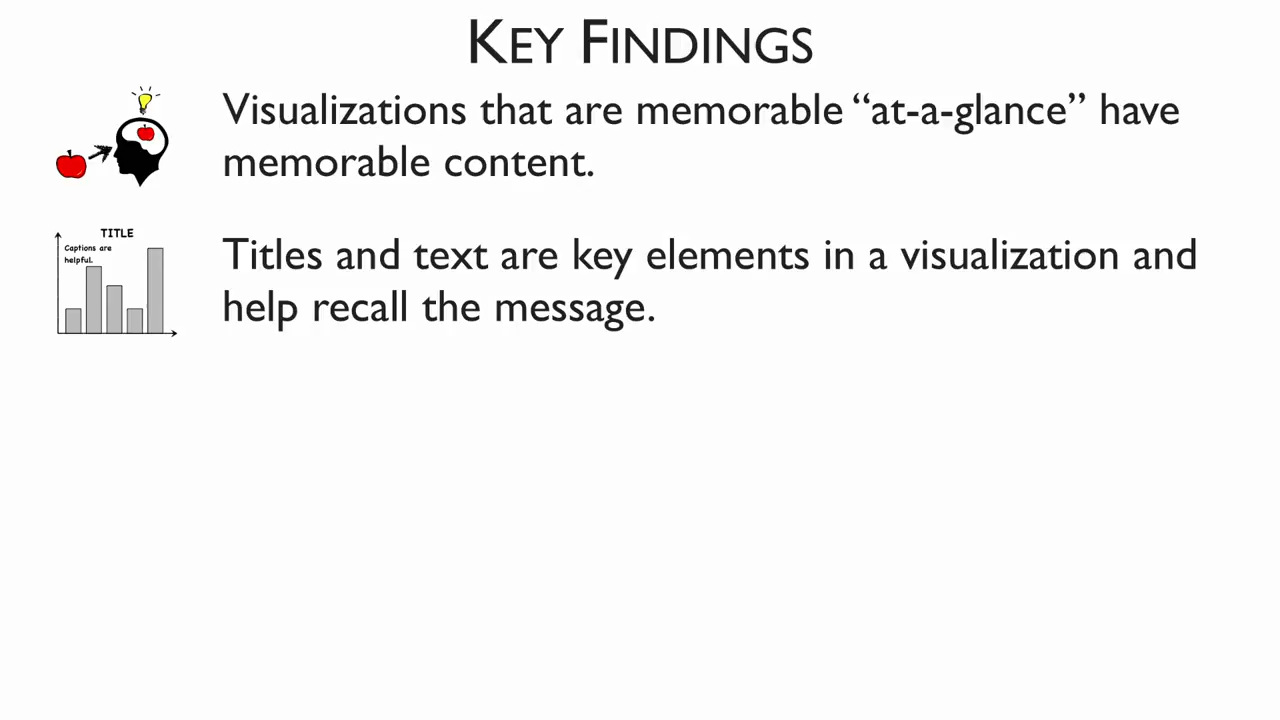 KEY FINDINGS
Visualizations that are memorable “at-a-glance” have
memorable content.
TITLE
Captions are
helpful.
Titles and text are key elements in a visualization and
help recall the message.